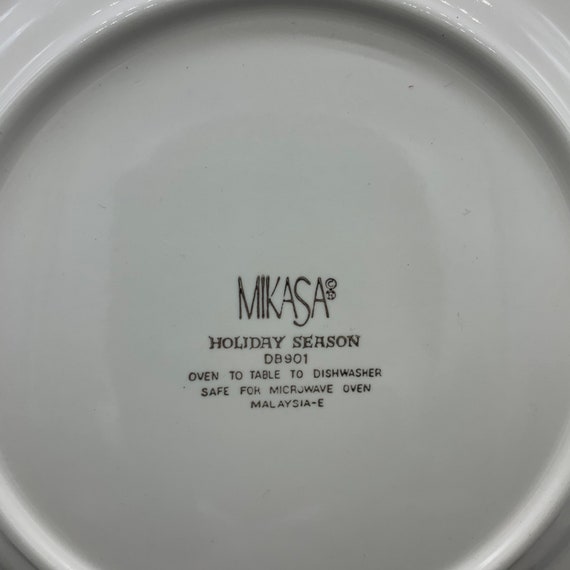 MIKASA©®
HOLIDAY SEASON
DB901
OVEN TO TABLE TO DISHWASHER
SAFE FOR MICROWAVE OVEN
MALAYSIA-E